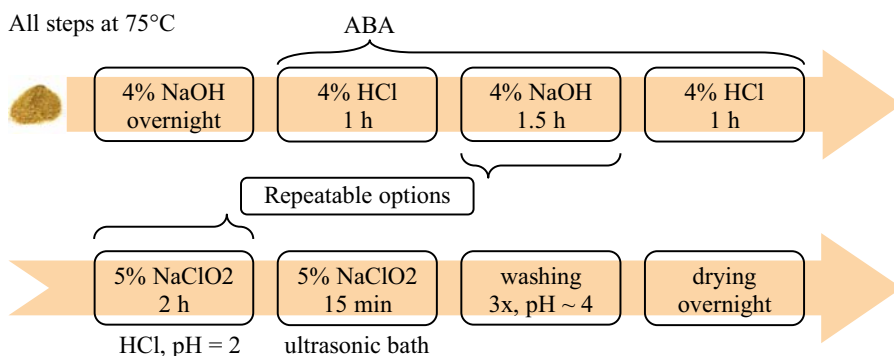 All steps at 75°C
ABA
4% NaOH
overnight
4% HCl
1 h
4% NaOH
1.5 h
4% HCl
1 h
Repeatable options
5% NaClO2
2 h
5% NaClO2
15 min
washing
3x, pH ~ 4
drying
overnight
HCl, pH = 2
ultrasonic bath